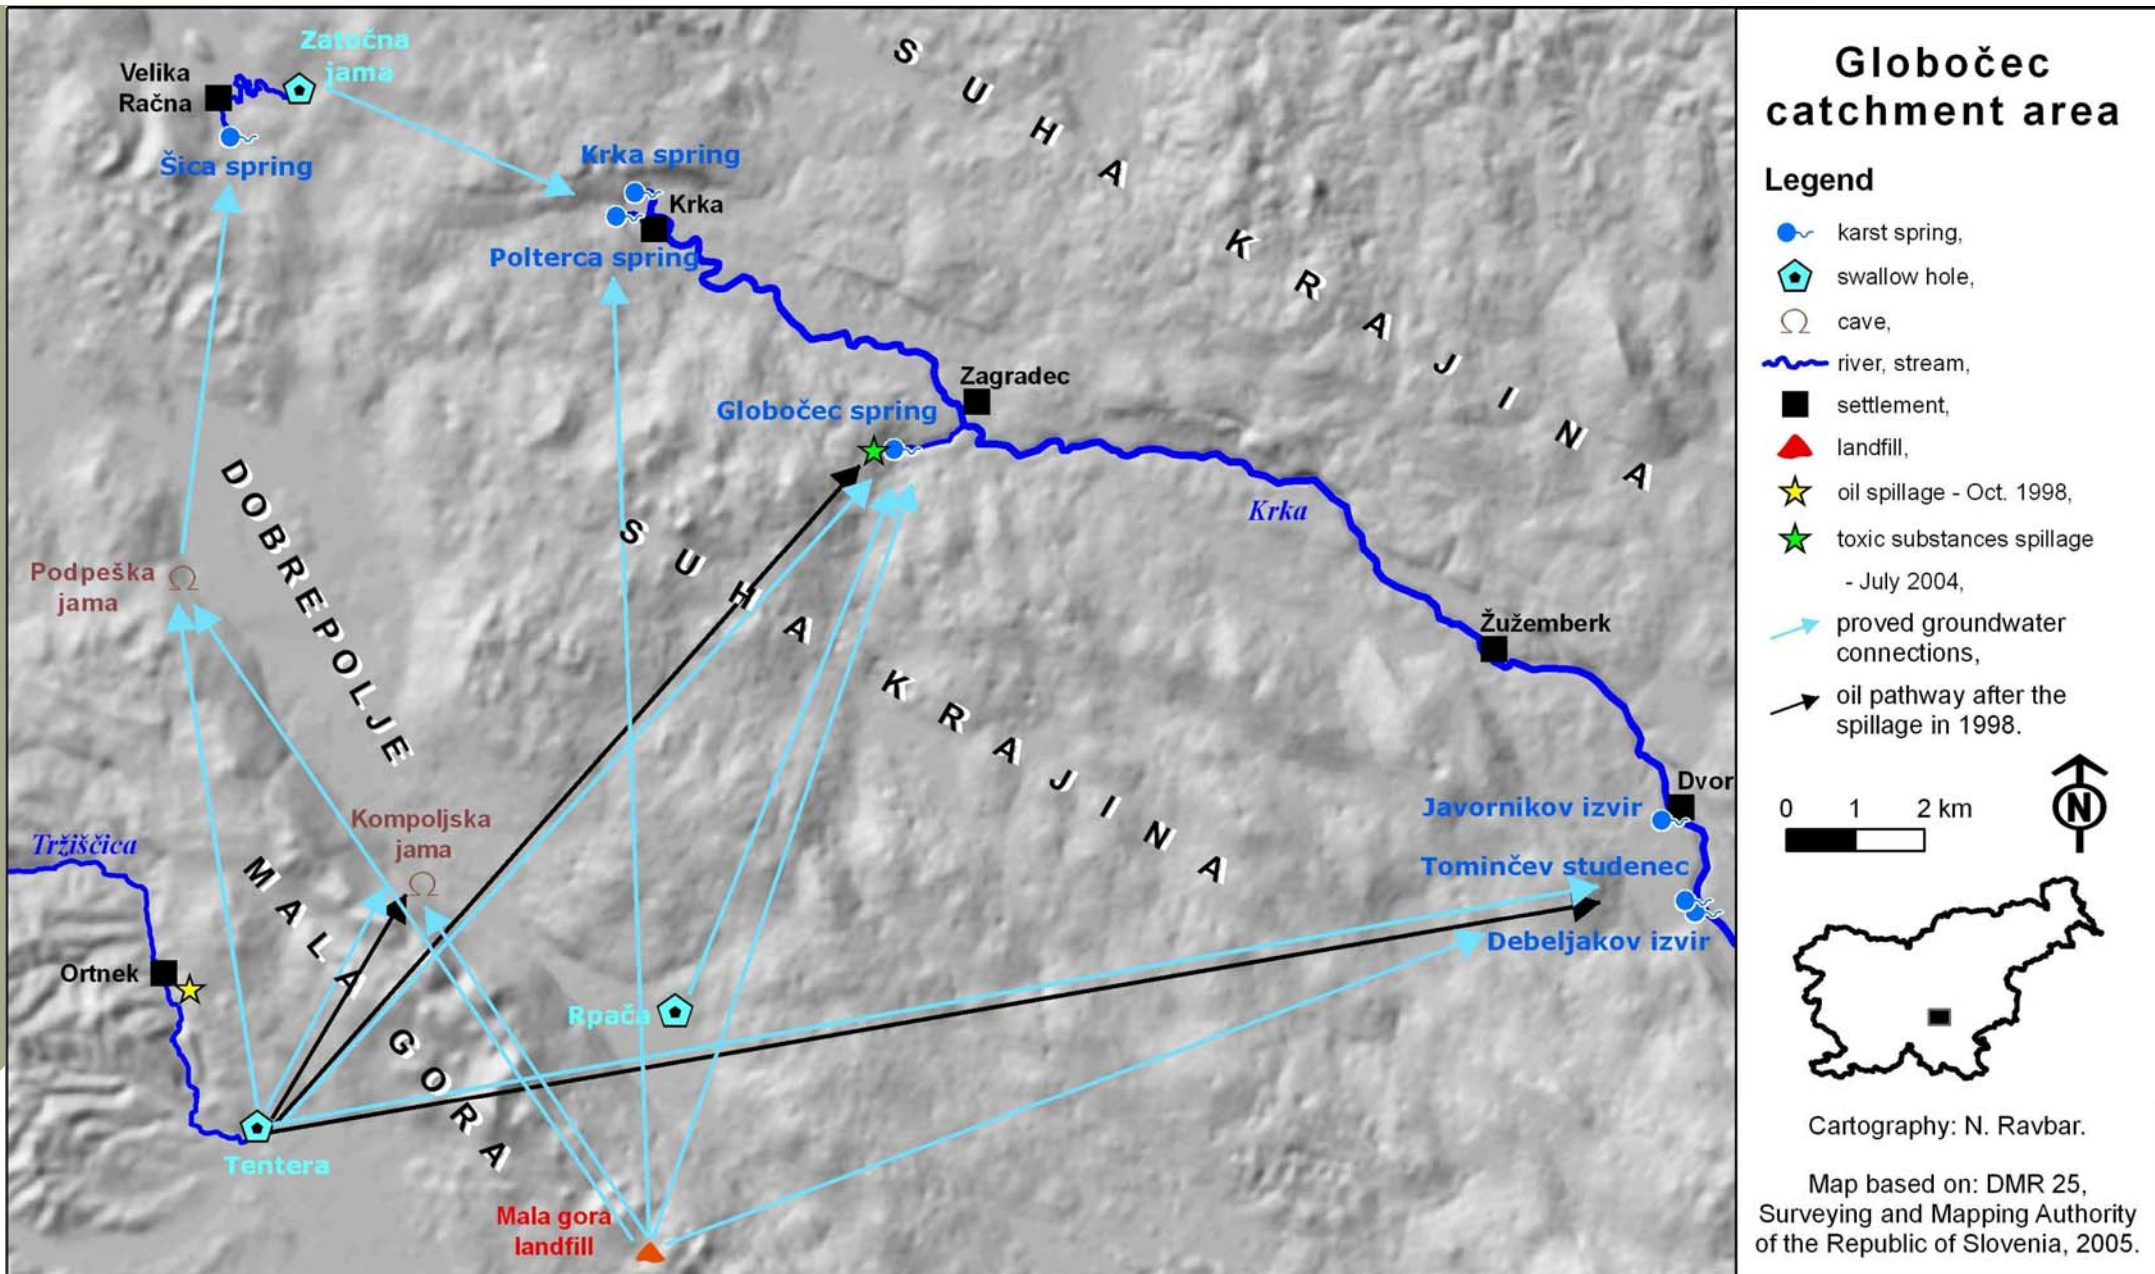 Globočec
catchment area
Legend
karst spring,
swallow hole,
cave,
river, stream,
settlement,
landfill,
oil spillage - Oct. 1998,
toxic substances spillage
- July 2004,
proved groundwater
connections,
oil pathway after the
spillage in 1998.
0 1 2 km
N
Cartography: N. Ravbar.
Map based on: DMR 25,
Surveying and Mapping Authority
of the Republic of Slovenia, 2005.
Zatočna
jama
Velika
Računa
Šica spring
Krka spring
Krka
Polterca spring
SUHA KRAJINA
Zagradec
Globočec spring
Krka
DOBREPOLJE
SUHA KRAJINA
Podpeška
jama
Žužemberk
Dvor
Javornikov izvir
Tominčev studenec
Debeljakov izvir
Kompoljska
jama
Tržiščica
MALA GORA
Ortnek
Rpača
Tentera
Mala gora
landfill